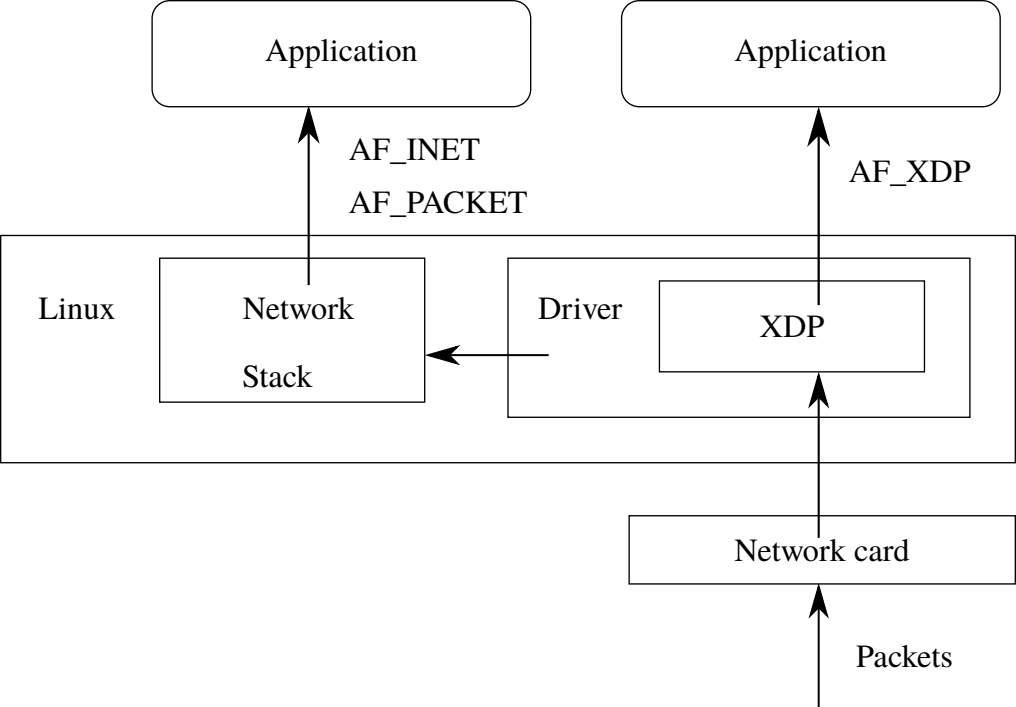 Application
Application
AF_INET
AF_PACKET
AF_XDP
Linux
Network
Stack
Driver
XDP
Network card
Packets